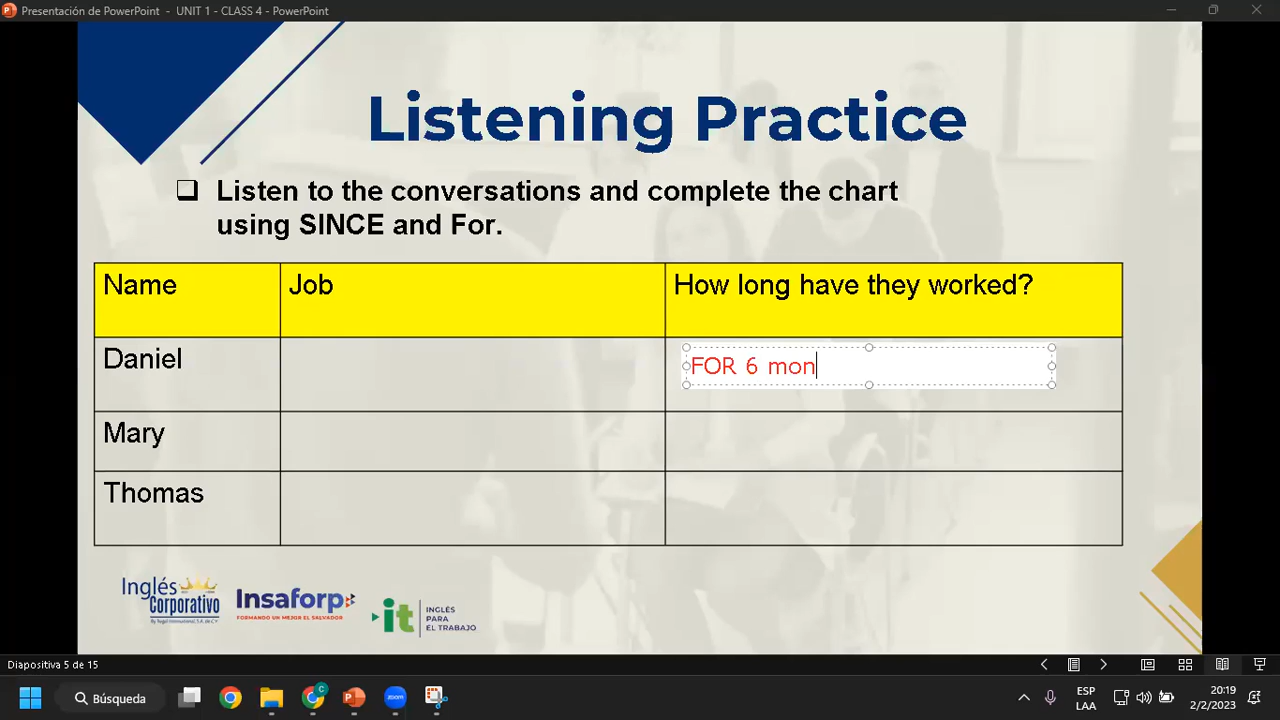 Presentación de PowerPoint - UNIT 1 - CLASS 4 - PowerPoint
Listening Practice
❑ Listen to the conversations and complete the chart
using SINCE and For.
Name Job How long have they worked?
Daniel FOR 6 mon
Mary
Thomas
Inglés
Corporativo
Insaforp
FORMANDO UN MEJOR EL SALVADOR
it
INGLÉS
PARA
EL TRABAJO
Diapositiva 5 de 15
Búsqueda
ESP
LAA
20:19
2/2/2023